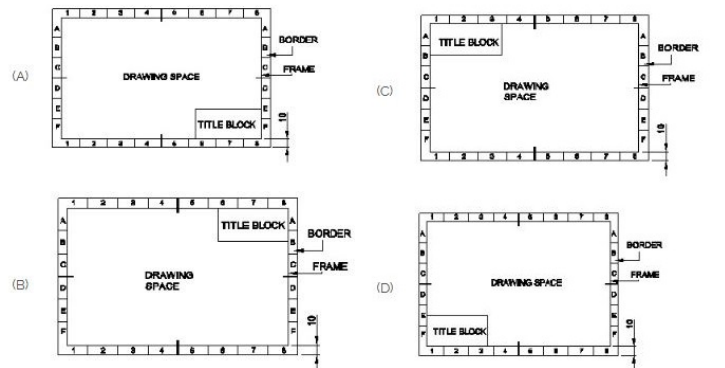 (A)
1 2 3 4 5 6 7 8
A
B
C
D
E
F
A
B
C
D
E
F
DRAWING SPACE
TITLE BLOCK
1 2 3 4 5 6 7 8
BORDER
FRAME
10
(C)
1 2 3 4 5 6 7 8
A
B
C
D
E
F
A
B
C
D
E
F
TITLE BLOCK
DRAWING
SPACE
1 2 3 4 5 6 7 8
BORDER
FRAME
10
(B)
1 2 3 4 5 6 7 8
A
B
C
D
E
F
A
B
C
D
E
F
TITLE BLOCK
DRAWING
SPACE
1 2 3 4 5 6 7 8
BORDER
FRAME
10
(D)
1 2 3 4 5 6 7 8
A
B
C
D
E
F
A
B
C
D
E
F
DRAWING SPACE
TITLE BLOCK
1 2 3 4 5 6 7 8
BORDER
FRAME
10